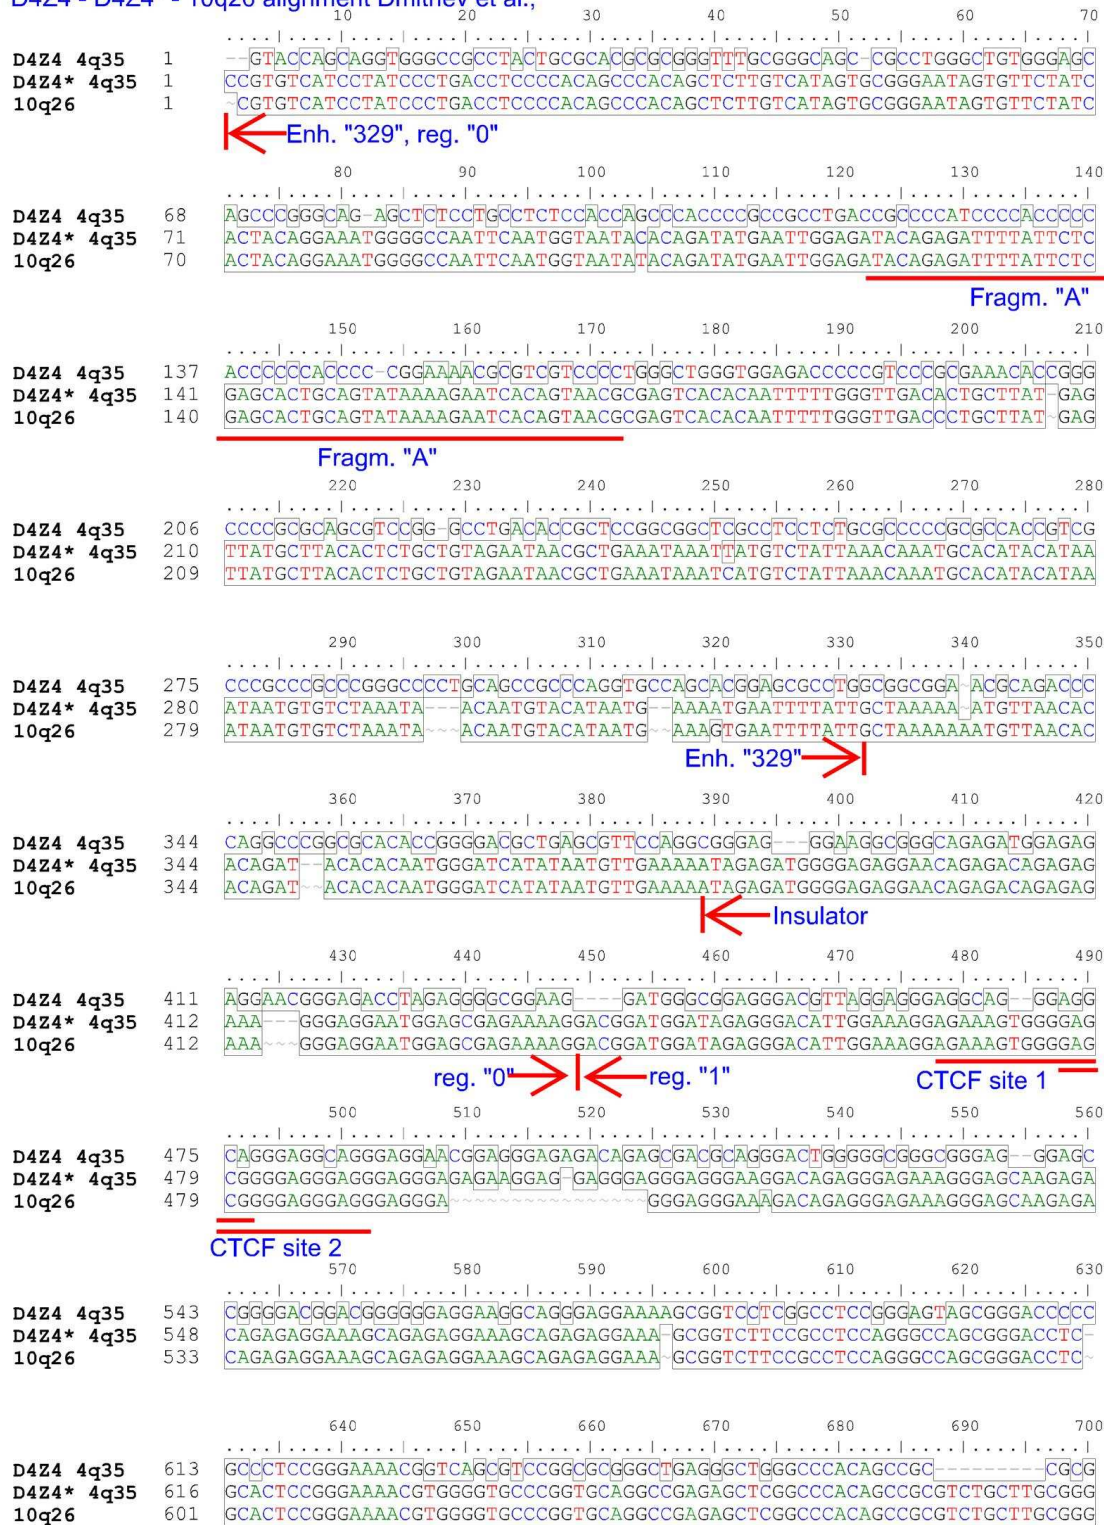 D4Z4 - D4Z4* - 10q26 alignment Dmitriev et al.,
10 20 30 40 50 60 70
D4Z4 4q35 1 --GTACCAGCAGGTGGGCCGCCTACTGCGCACGCGCGGGTTTGCGGGCAGC-CGCCTGGGCTGTGGGAGC
D4Z4* 4q35 1 CCGTGTCATCCTATCCCTGACCTCCCCACAGCCCACAGCTCTTGTCATAGTGCGGGAATAGTGTTCTATC
10q26 1 ~CGTGTCATCCTATCCCTGACCTCCCCACAGCCCACAGCTCTTGTCATAGTGCGGGAATAGTGTTCTATC
Enh. "329", reg. "0"
80 90 100 110 120 130 140
D4Z4 4q35 68 AGCCCGGGCAG-AGCTCTCCTGCCTCTCCACCAGCCCACCCCGCCGCCTGACCGCCCCATCCCCACCCCC
D4Z4* 4q35 71 ACTACAGGAAATGGGGCCAATTCAATGGTAATACACAGATATGAATTGGAGATACAGAGATTTTATTCTC
10q26 70 ACTACAGGAAATGGGGCCAATTCAATGGTAATATACAGATATGAATTGGAGATACAGAGATTTTATTCTC
Fragm. "A"
150 160 170 180 190 200 210
D4Z4 4q35 137 ACCCCCCACCCC-CGGAAAACGCGTCGTCCCCTGGGCTGGGTGGAGACCCCCGTCCCGCGAAACACCGGG
D4Z4* 4q35 141 GAGCACTGCAGTATAAAAGAATCACAGTAACGCGAGTCACACAATTTTTGGGTTGACACTGCTTAT-GAG
10q26 140 GAGCACTGCAGTATAAAAGAATCACAGTAACGCGAGTCACACAATTTTTGGGTTGACCCTGCTTAT~GAG
Fragm. "A"
220 230 240 250 260 270 280
D4Z4 4q35 206 CCCCGCGCAGCGTCCGG-GCCTGACACCGCTCCGGCGGCTCGCCTCCTCTGCGCCCCCGCGCCACCGTCG
D4Z4* 4q35 210 TTATGCTTACACTCTGCTGTAGAATAACGCTGAAATAAATTATGTCTATTAAACAAATGCACATACATAA
10q26 209 TTATGCTTACACTCTGCTGTAGAATAACGCTGAAATAAATCATGTCTATTAAACAAATGCACATACATAA
290 300 310 320 330 340 350
D4Z4 4q35 275 CCCGCCCGCCCGGGCCCCTGCAGCCGCCCAGGTGCCAGCACGGAGCGCCTGGCGGCGGA~ACGCAGACCC
D4Z4* 4q35 280 ATAATGTGTCTAAATA---ACAATGTACATAATG--AAAATGAATTTTATTGCTAAAAA~ATGTTAACAC
10q26 279 ATAATGTGTCTAAATA~~~ACAATGTACATAATG~~AAAGTGAATTTTATTGCTAAAAAAATGTTAACAC
Enh. "329"
360 370 380 390 400 410 420
D4Z4 4q35 344 CAGGCCCGGCGCACACCGGGGACGCTGAGCGTTCCAGGCGGGAG---GGAAGGCGGGCAGAGATGGAGAG
D4Z4* 4q35 344 ACAGAT--ACACACAATGGGATCATATAATGTTGAAAAATAGAGATGGGGAGAGGAACAGAGACAGAGAG
10q26 344 ACAGAT~~ACACACAATGGGATCATATAATGTTGAAAAATAGAGATGGGGAGAGGAACAGAGACAGAGAG
Insulator
430 440 450 460 470 480 490
D4Z4 4q35 411 AGGAACGGGAGACCTAGAGGGGCGGAAG----GATGGGCGGAGGGACGTTAGGAGGGAGGCAG--GGAGG
D4Z4* 4q35 412 AAA---GGGAGGAATGGAGCGAGAAAAGGACGGATGGATAGAGGGACATTGGAAAGGAGAAAGTGGGGAG
10q26 412 AAA~~~GGGAGGAATGGAGCGAGAAAAGGACGGATGGATAGAGGGACATTGGAAAGGAGAAAGTGGGGAG
reg. "0" reg. "1" CTCF site 1
500 510 520 530 540 550 560
D4Z4 4q35 475 CAGGGAGGCAGGGAGGAACGGAGGGAGAGACAGAGCGACGCAGGGACTGGGGGCGGGCGGGAG--GGAGC
D4Z4* 4q35 479 CGGGGAGGGAGGGAGGGAGAGAAGGAG-GAGGGAGGGAGGGAAGGACAGAGGGAGAAAGGGAGCAAGAGA
10q26 479 CGGGGAGGGAGGGAGGGA~~~~~~~~~~~~~~~~GGGAGGGAAAGACAGAGGGAGAAAGGGAGCAAGAGA
CTCF site 2
570 580 590 600 610 620 630
D4Z4 4q35 543 CGGGGACGGACGGGGGGAGGAAGGCAGGGAGGAAAAGCGGTCCTCGGCCTCCGGGAGTAGCGGGACCCCC
D4Z4* 4q35 548 CAGAGAGGAAAGCAGAGAGGAAAGCAGAGAGGAAA-GCGGTCTTCCGCCTCCAGGGCCAGCGGGACCTC-
10q26 533 CAGAGAGGAAAGCAGAGAGGAAAGCAGAGAGGAAA~GCGGTCTTCCGCCTCCAGGGCCAGCGGGACCTC~
640 650 660 670 680 690 700
D4Z4 4q35 613 GCCCTCCGGGAAAACGGTCAGCGTCCGGCGCGGGCTGAGGGCTGGGCCCACAGCCGC---------CGCG
D4Z4* 4q35 616 GCACTCCGGGAAAACGTGGGGTGCCCGGTGCAGGCCGAGAGCTCGGCCCACAGCCGCGTCTGCTTGCGGG
10q26 601 GCACTCCGGGAAAACGTGGGGTGCCCGGTGCAGGCCGAGAGCTCGGCCCACAGCCGCGTCTGCTTGCGGG